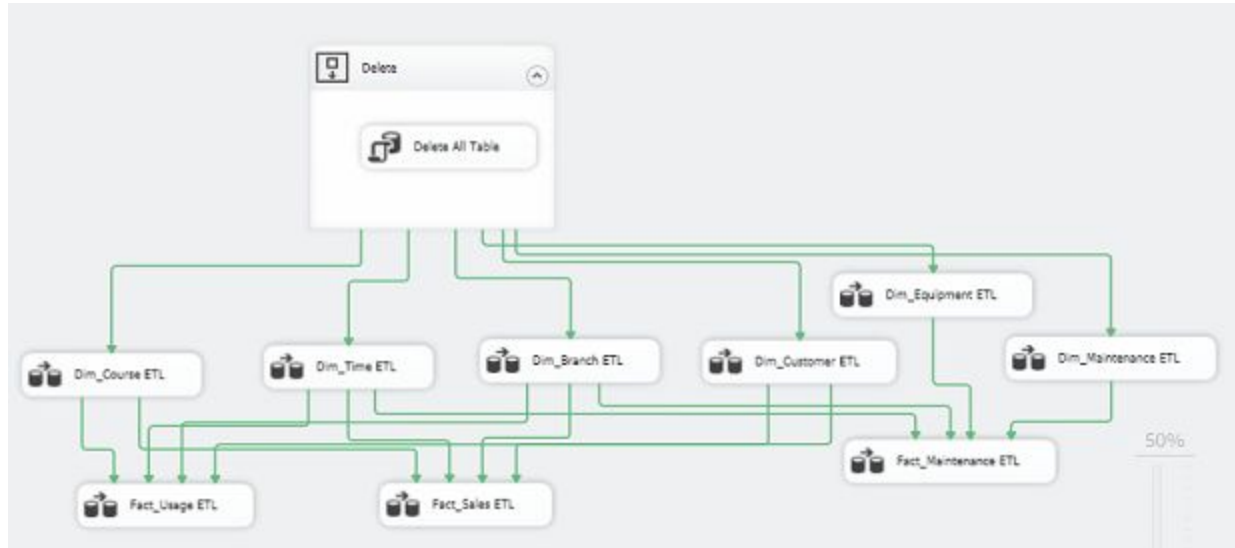 Delete
Delete All Table
Dim_Equipment ETL
Dim_Course ETL
Dim_Time ETL
Dim_Branch ETL
Dim_Customer ETL
Dim_Maintenance ETL
50%
Fact_Maintenance ETL
Fact_Usage ETL
Fact_Sales ETL